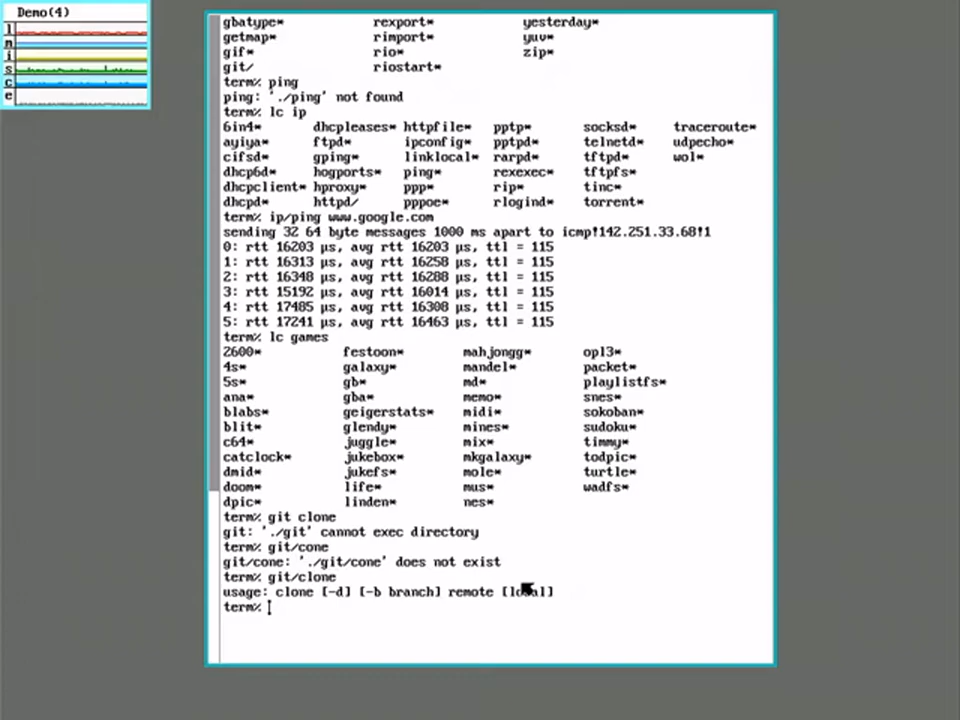 Demo(4)
l
m
i
s
c
e
gbatype* rexport* yesterday*
getmap* rimport* yuv*
gif* rio* zip*
git/ riostart*
term% ping
ping: './ping' not found
term% lc ip
6in4* dhcpleases* httpfile* pptp* socksd* traceroute*
ayiya* ftpd* ipconfig* pptpd* telnetd* udpecho*
cifsd* gping* linklocal* rarpd* tftpd* wol*
dhcp6d* hogports* ping* rexexec* tftpfs*
dhcpclient* hproxy* ppp* rip* tinc*
dhcpd* httpd/ pppoe* rlogind* torrent*
term% ip/ping www.google.com
sending 32 64 byte messages 1000 ms apart to icmp!142.251.33.68!1
0: rtt 16203 µs, avg rtt 16203 µs, ttl = 115
1: rtt 16313 µs, avg rtt 16258 µs, ttl = 115
2: rtt 16348 µs, avg rtt 16288 µs, ttl = 115
3: rtt 15192 µs, avg rtt 16014 µs, ttl = 115
4: rtt 17485 µs, avg rtt 16308 µs, ttl = 115
5: rtt 17241 µs, avg rtt 16463 µs, ttl = 115
term% lc games
2600* festoon* mahjongg* opl3*
4s* galaxy* mandel* packet*
5s* gb* md* playlistfs*
ana* gba* memo* snes*
blabs* geigerstats* midi* sokoban*
blit* glendy* mines* sudoku*
c64* juggle* mix* timmy*
catclock* jukebox* mkgalaxy* todpic*
dmid* jukefs* mole* turtle*
doom* life* mus* wadfs*
dpic* linden* nes*
term% git clone
git: './git' cannot exec directory
term% git/cone
git/cone: './git/cone' does not exist
term% git/clone
usage: clone [-d] [-b branch] remote [local]
term%